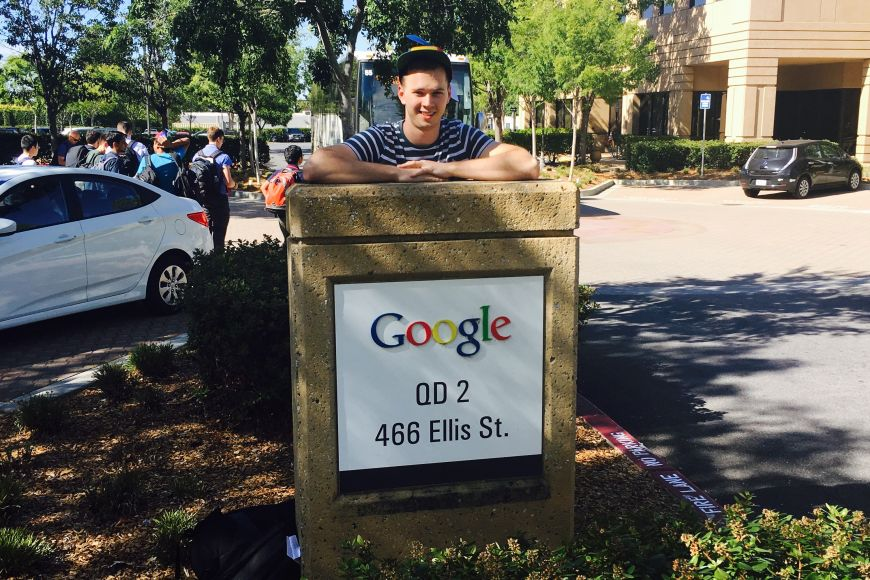 Google
QD 2
466 Ellis St.
FIRE LANE NO PARKING